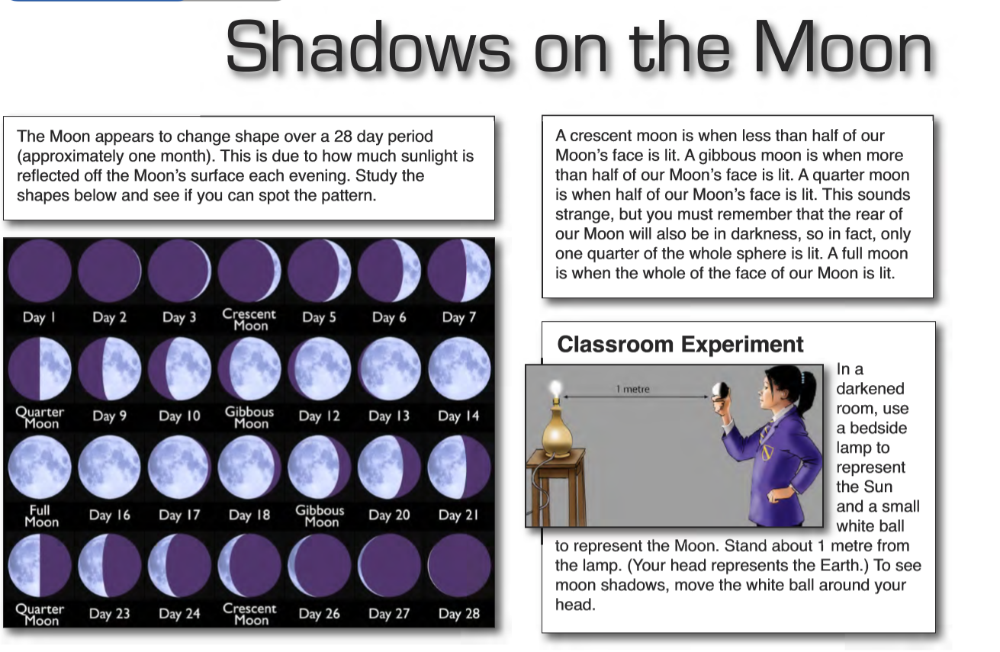 Shadows on the Moon
The Moon appears to change shape over a 28 day period
(approximately one month). This is due to how much sunlight is
reflected off the Moon's surface each evening. Study the
shapes below and see if you can spot the pattern.
Day 1 Day 2 Day 3 Crescent Moon Day 5 Day 6 Day 7
Quarter Moon Day 9 Day 10 Gibbous Moon Day 12 Day 13 Day 14
Full Moon Day 16 Day 17 Day 18 Gibbous Moon Day 20 Day 21
Quarter Moon Day 23 Day 24 Crescent Moon Day 26 Day 27 Day 28
A crescent moon is when less than half of our
Moon's face is lit. A gibbous moon is when more
than half of our Moon's face is lit. A quarter moon
is when half of our Moon's face is lit. This sounds
strange, but you must remember that the rear of
our Moon will also be in darkness, so in fact, only
one quarter of the whole sphere is lit. A full moon
is when the whole of the face of our Moon is lit.
Classroom Experiment
1 metre
In a
darkened
room, use
a bedside
lamp to
represent
the Sun
and a small
white ball
to represent the Moon. Stand about 1 metre from
the lamp. (Your head represents the Earth.) To see
moon shadows, move the white ball around your
head.